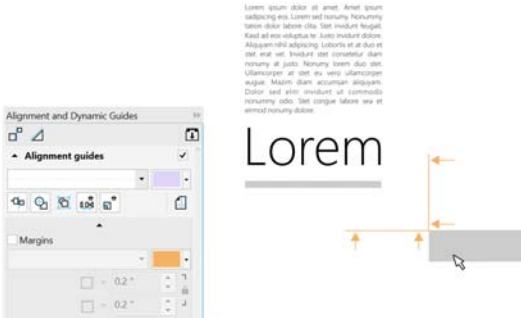 Lorem ipsum dolor sit amet. Amet ipsum
sadipscing eos. Lorem sed nonumy. Nonummy
tation dolor labore clita. Stet invidunt feugait.
Kasd ad eos voluptua te. Justo invidunt dolore.
Aliquyam nihil adipiscing. Lobortis et at duo et
stet erat vel. Invidunt stet consetetur diam
nonumy at justo. Nonumy lorem duo stet.
Ullamcorper at stet eu vero ullamcorper
augue. Mazim diam accumsan aliquyam.
Dolor sed elitr invidunt ut commodo
nonummy odio. Stet congue labore sea et
eirmod nonumy dolore.
Lorem
Alignment and Dynamic Guides
Alignment guides
Margins
0.2 "
0.2 "